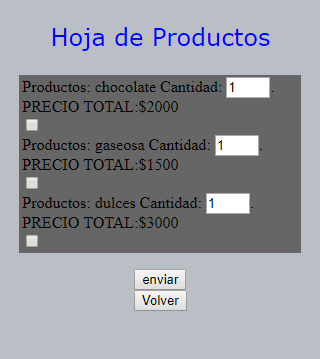 Hoja de Productos
Productos: chocolate Cantidad: 1.
PRECIO TOTAL:$2000
Productos: gaseosa Cantidad: 1.
PRECIO TOTAL:$1500
Productos: dulces Cantidad: 1.
PRECIO TOTAL:$3000
enviar
Volver